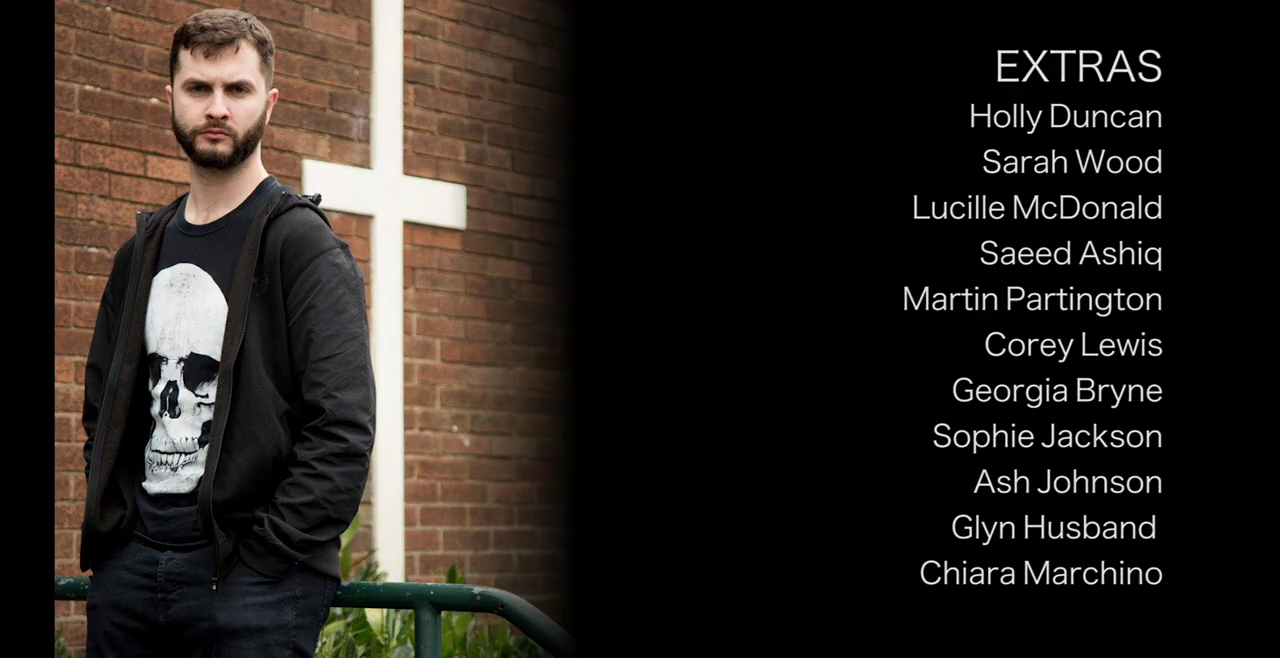 EXTRAS
Holly Duncan
Sarah Wood
Lucille McDonald
Saeed Ashiq
Martin Partington
Corey Lewis
Georgia Bryne
Sophie Jackson
Ash Johnson
Glyn Husband
Chiara Marchino